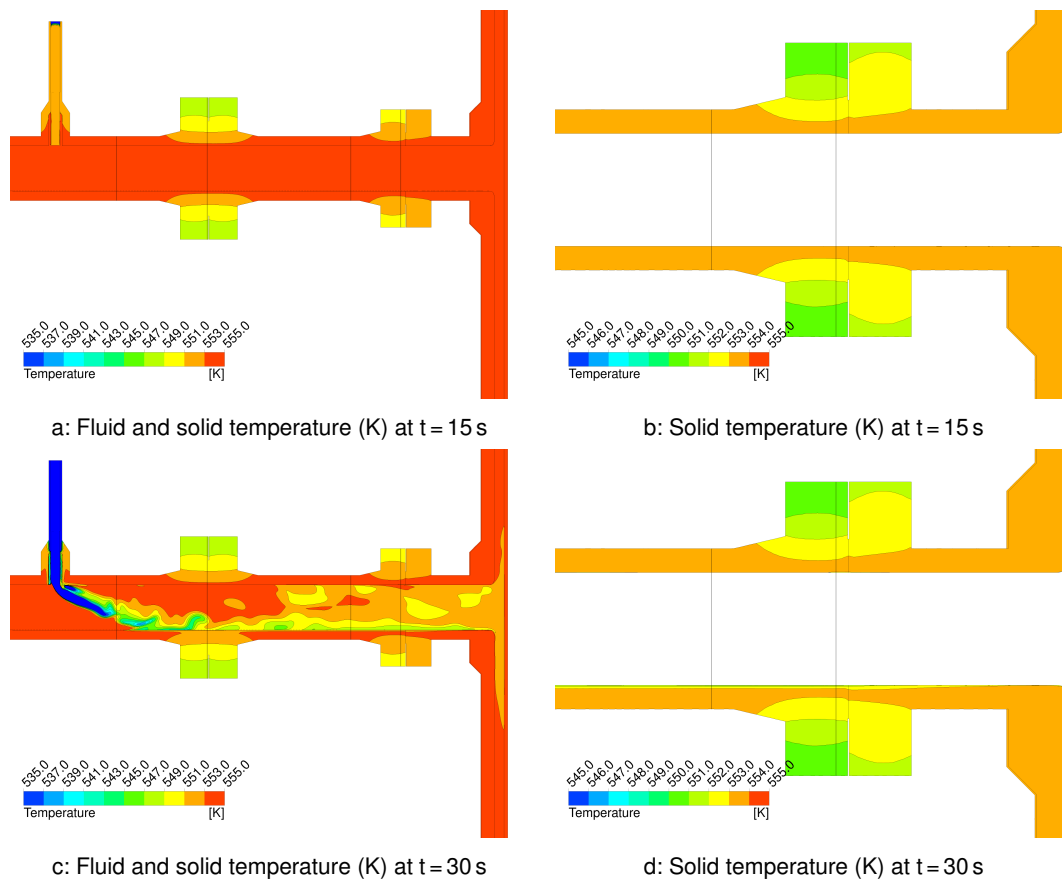 535.0 537.0 539.0 541.0 543.0 545.0 547.0 549.0 551.0 553.0 555.0
Temperature [K]
545.0 546.0 547.0 548.0 549.0 550.0 551.0 552.0 553.0 554.0 555.0
Temperature [K]
a: Fluid and solid temperature (K) at t = 15 s
b: Solid temperature (K) at t = 15 s
535.0 537.0 539.0 541.0 543.0 545.0 547.0 549.0 551.0 553.0 555.0
Temperature [K]
545.0 546.0 547.0 548.0 549.0 550.0 551.0 552.0 553.0 554.0 555.0
Temperature [K]
c: Fluid and solid temperature (K) at t = 30 s
d: Solid temperature (K) at t = 30 s